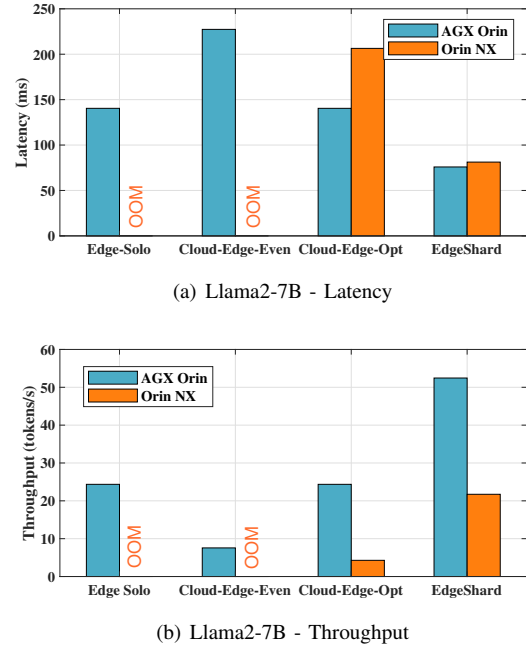 250
200
150
100
50
0
Latency (ms)
AGX Orin
Orin NX
OOM
OOM
Edge-Solo Cloud-Edge-Even Cloud-Edge-Opt EdgeShard
(a) Llama2-7B - Latency
60
50
40
30
20
10
0
Throughput (tokens/s)
AGX Orin
Orin NX
OOM
OOM
Edge Solo Cloud-Edge-Even Cloud-Edge-Opt EdgeShard
(b) Llama2-7B - Throughput